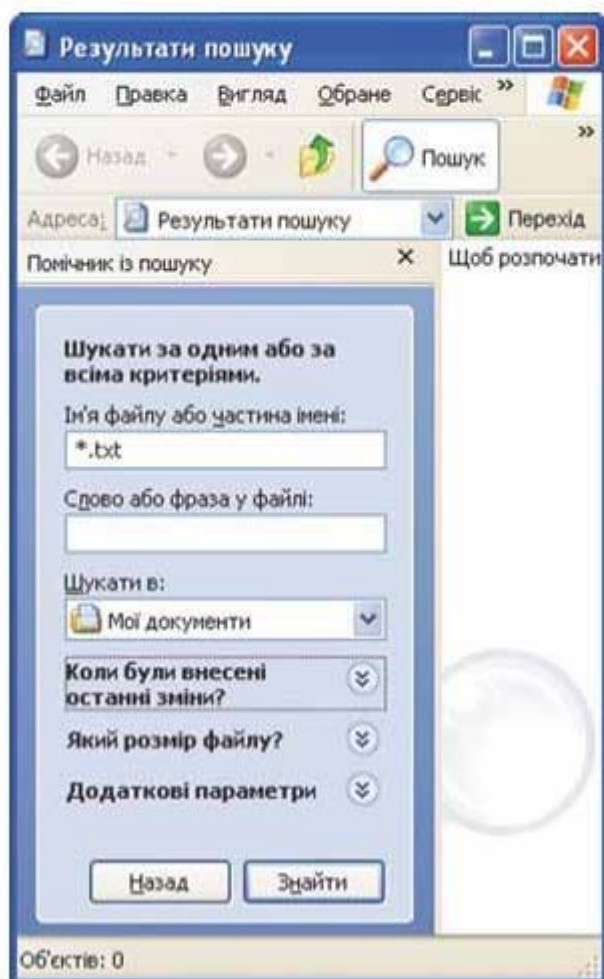 Результати пошуку
Файл Правка Вигляд Обране Сервіс »
Назад Пошук »
Адреса: Результати пошуку Перехід
Помічник із пошуку × Щоб розпочати
Шукати за одним або за
всіма критеріями.
Ім'я файлу або частина імені:
*.txt
Слово або фраза у файлі:
Шукати в:
Мої документи
Коли були внесені
останні зміни?
Який розмір файлу?
Додаткові параметри
Назад Знайти
Об'єктів: 0